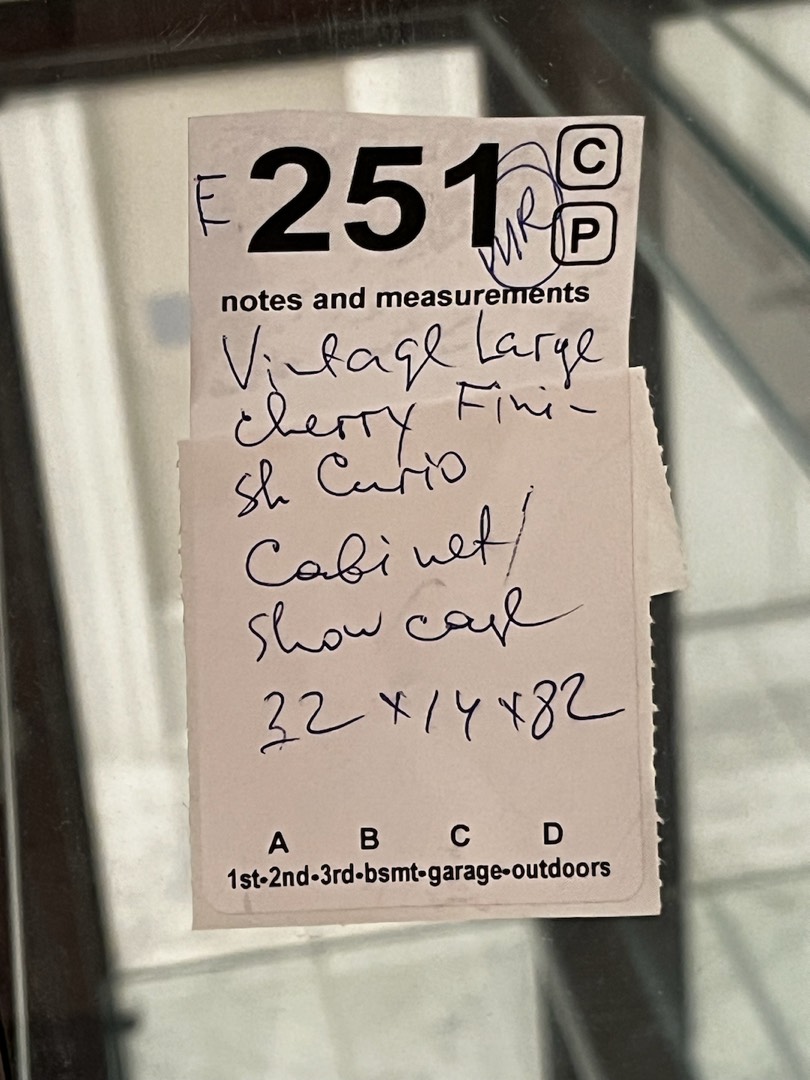 E 251 MR C
P
notes and measurements
Vintage Large
cherry Fini-
sh Curio
Cabinet/
Show case
32 x 14 x 82
A B C D
1st-2nd-3rd-bsmt-garage-outdoors